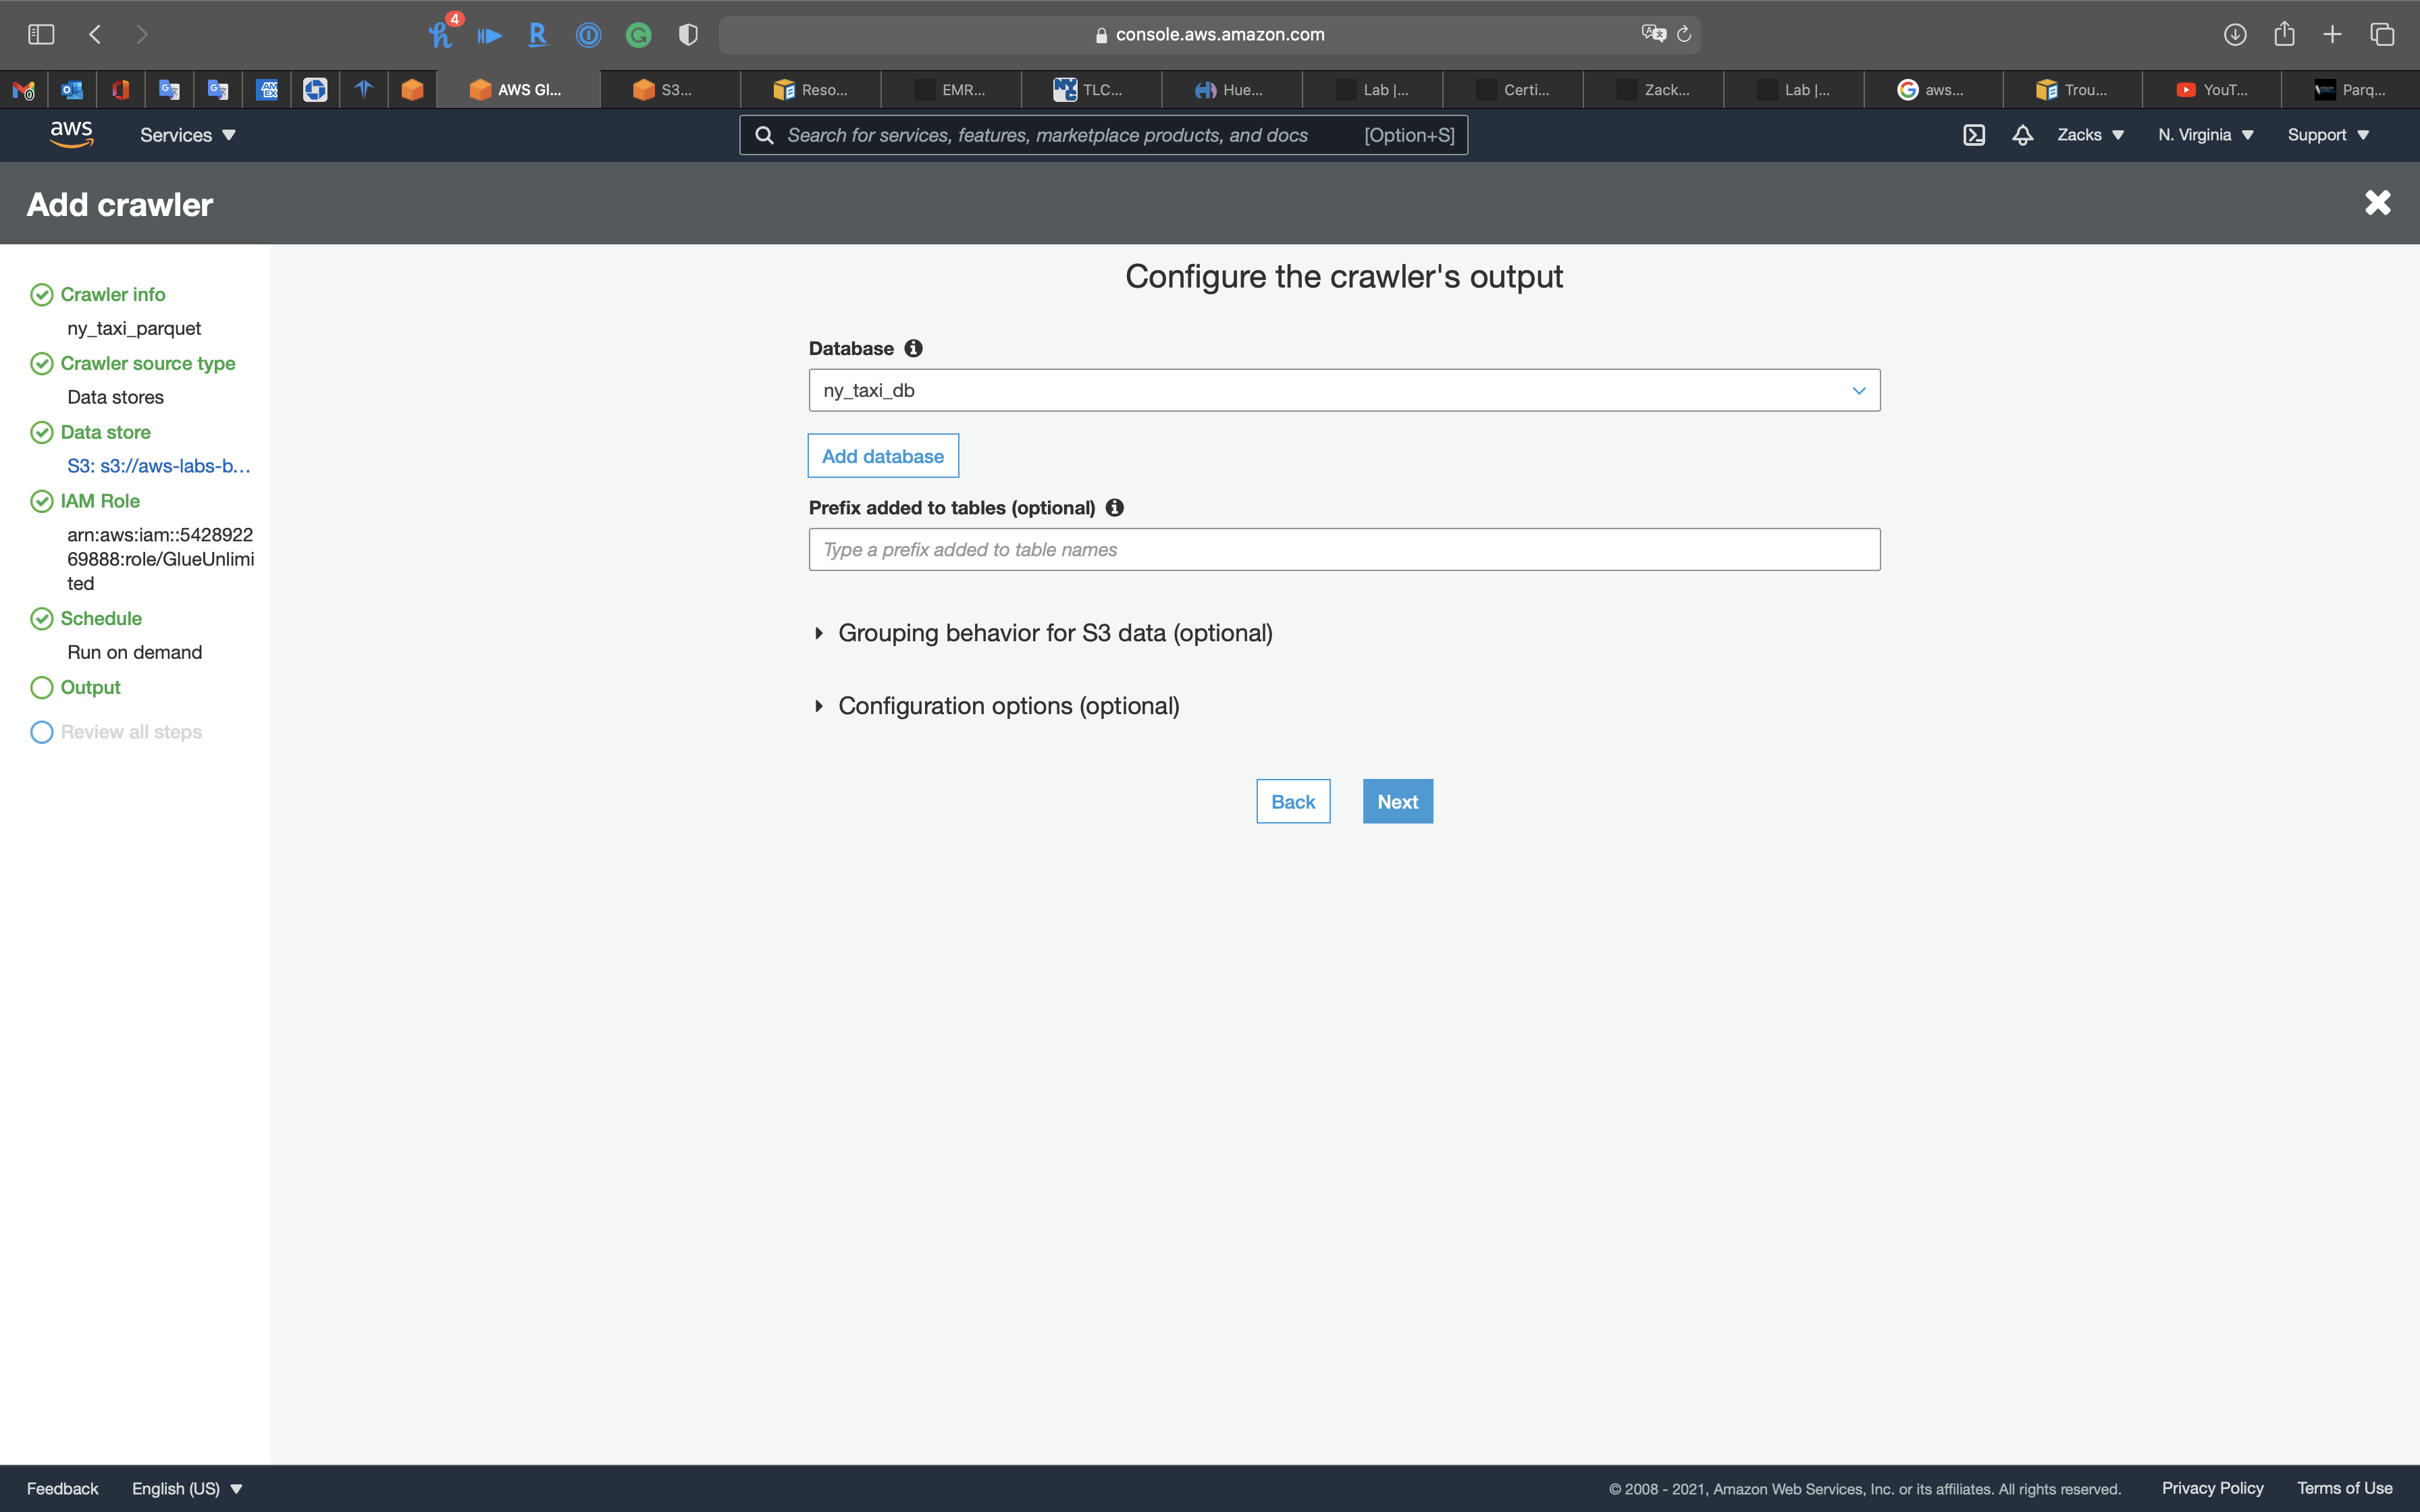 4
console.aws.amazon.com
AWS Gl...
S3...
Reso...
EMR...
TLC...
Hue...
Lab |...
Certi...
Zack...
Lab |...
aws...
Trou...
YouT...
Parq...
aws
Services
Search for services, features, marketplace products, and docs
[Option+S]
Zacks
N. Virginia
Support
Add crawler
Crawler info
ny_taxi_parquet
Crawler source type
Data stores
Data store
S3: s3://aws-labs-b...
IAM Role
arn:aws:iam::5428922
69888:role/GlueUnlimi
ted
Schedule
Run on demand
Output
Review all steps
Configure the crawler's output
Database
ny_taxi_db
Add database
Prefix added to tables (optional)
Type a prefix added to table names
Grouping behavior for S3 data (optional)
Configuration options (optional)
Back
Next
Feedback
English (US)
© 2008 - 2021, Amazon Web Services, Inc. or its affiliates. All rights reserved.
Privacy Policy
Terms of Use